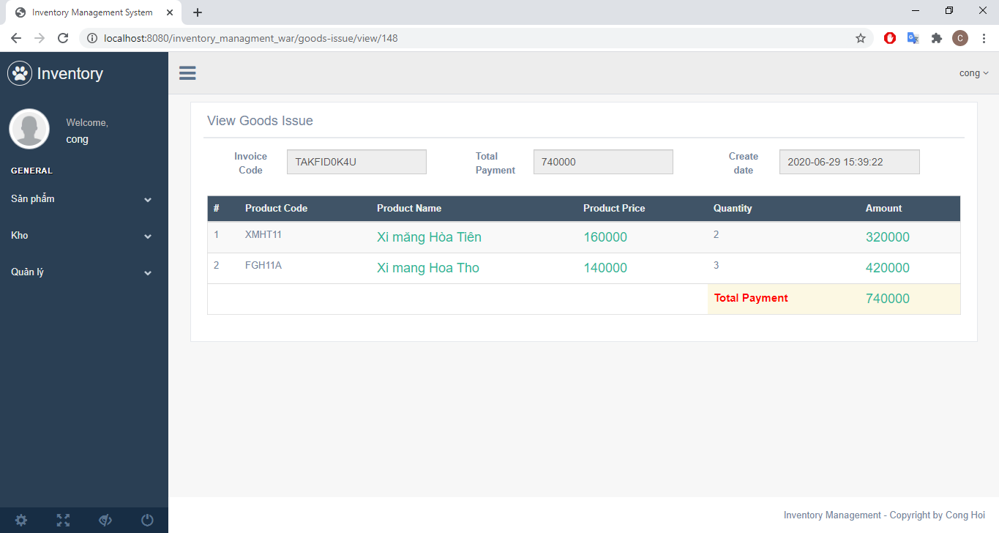 Inventory Management System
localhost:8080/inventory_managment_war/goods-issue/view/148
C
Inventory
cong
Welcome,
cong
GENERAL
Sản phẩm
Kho
Quản lý
View Goods Issue
Invoice Code
TAKFID0K4U
Total Payment
740000
Create date
2020-06-29 15:39:22
# Product Code Product Name Product Price Quantity Amount
1 XMHT11 Xi măng Hòa Tiên 160000 2 320000
2 FGH11A Xi mang Hoa Tho 140000 3 420000
Total Payment 740000
Inventory Management - Copyright by Cong Hoi